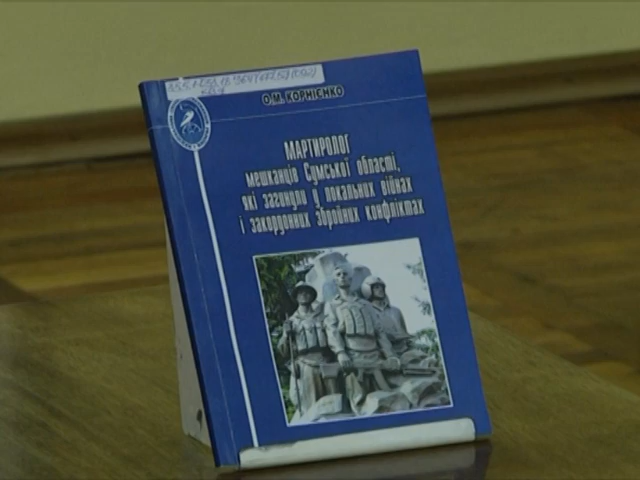 О.М. КОРНІЄНКО
МАРТИРОЛОГ
мешканців Сумської області,
які загинули у локальних війнах
і закордонних збройних конфліктах